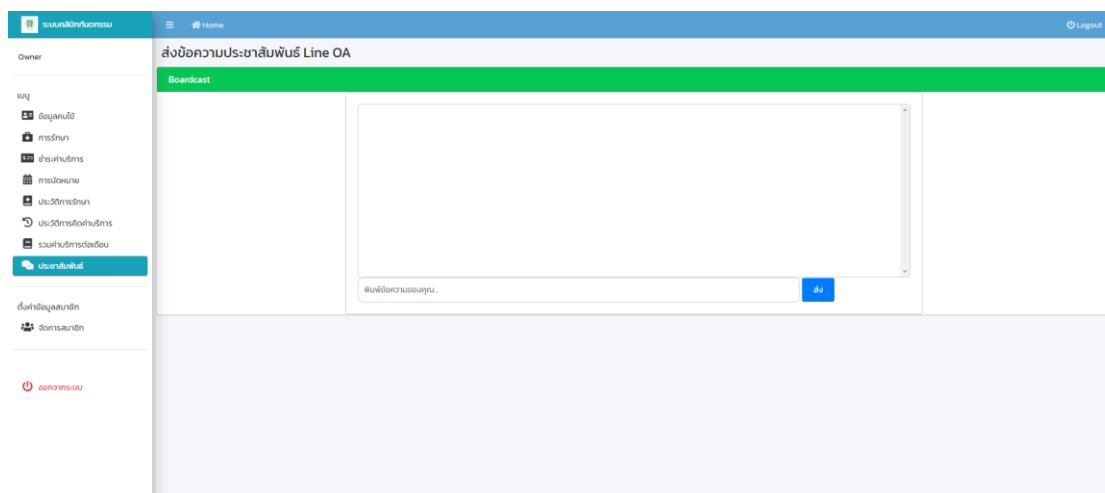 ระบบคลินิกทันตกรรม
Home
Logout
Owner
เมนู
ข้อมูลคนไข้
การรักษา
ชำระค่าบริการ
การนัดหมาย
ประวัติการรักษา
ประวัติการคิดค่าบริการ
รวมค่าบริการต่อเดือน
ประชาสัมพันธ์
ตั้งค่าข้อมูลสมาชิก
จัดการสมาชิก
ออกจากระบบ
ส่งข้อความประชาสัมพันธ์ Line OA
Boardcast
พิมพ์ข้อความของคุณ...
ส่ง